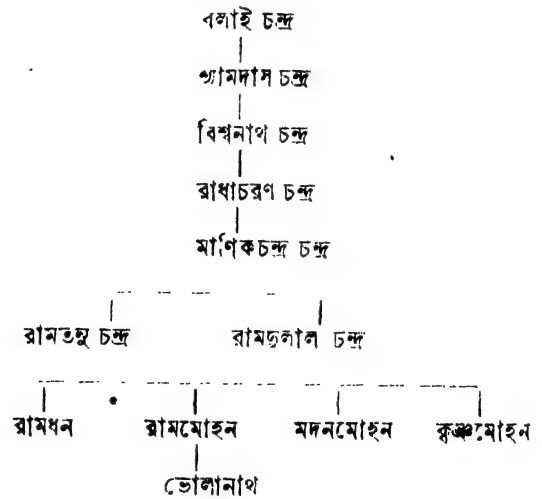 বলাই চন্দ্র
শ্যামদাস চন্দ্র
বিশ্বনাথ চন্দ্র
রাধাচরণ চন্দ্র
মাণিকচন্দ্র চন্দ্র
রামতনু চন্দ্র রামদুলাল চন্দ্র
রামধন রামমোহন মদনমোহন কৃষ্ণমোহন
ভোলানাথ